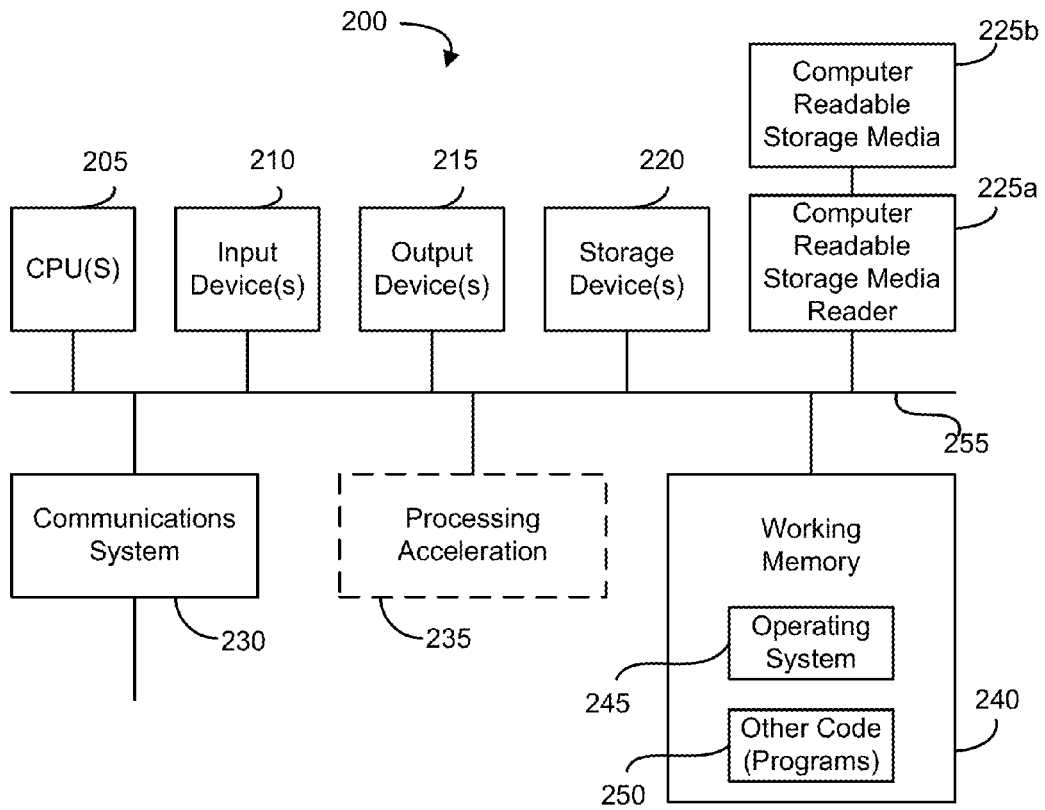 200
225b
Computer
Readable
Storage Media
205
210
215
220
225a
CPU(S)
Input
Device(s)
Output
Device(s)
Storage
Device(s)
Computer
Readable
Storage Media
Reader
255
Communications
System
230
Processing
Acceleration
235
Working
Memory
Operating
System
245
240
Other Code
(Programs)
250